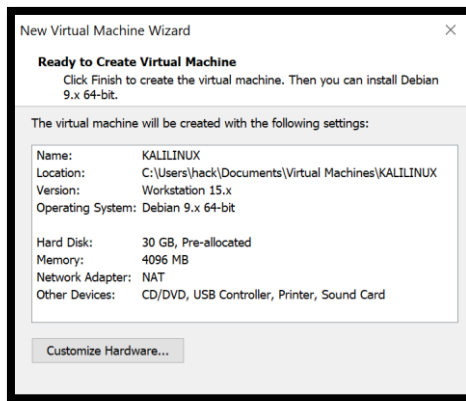 New Virtual Machine Wizard
Ready to Create Virtual Machine
Click Finish to create the virtual machine. Then you can install Debian
9.x 64-bit.
The virtual machine will be created with the following settings:
Name: KALILINUX
Location: C:\Users\hack\Documents\Virtual Machines\KALILINUX
Version: Workstation 15.x
Operating System: Debian 9.x 64-bit
Hard Disk: 30 GB, Pre-allocated
Memory: 4096 MB
Network Adapter: NAT
Other Devices: CD/DVD, USB Controller, Printer, Sound Card
Customize Hardware...